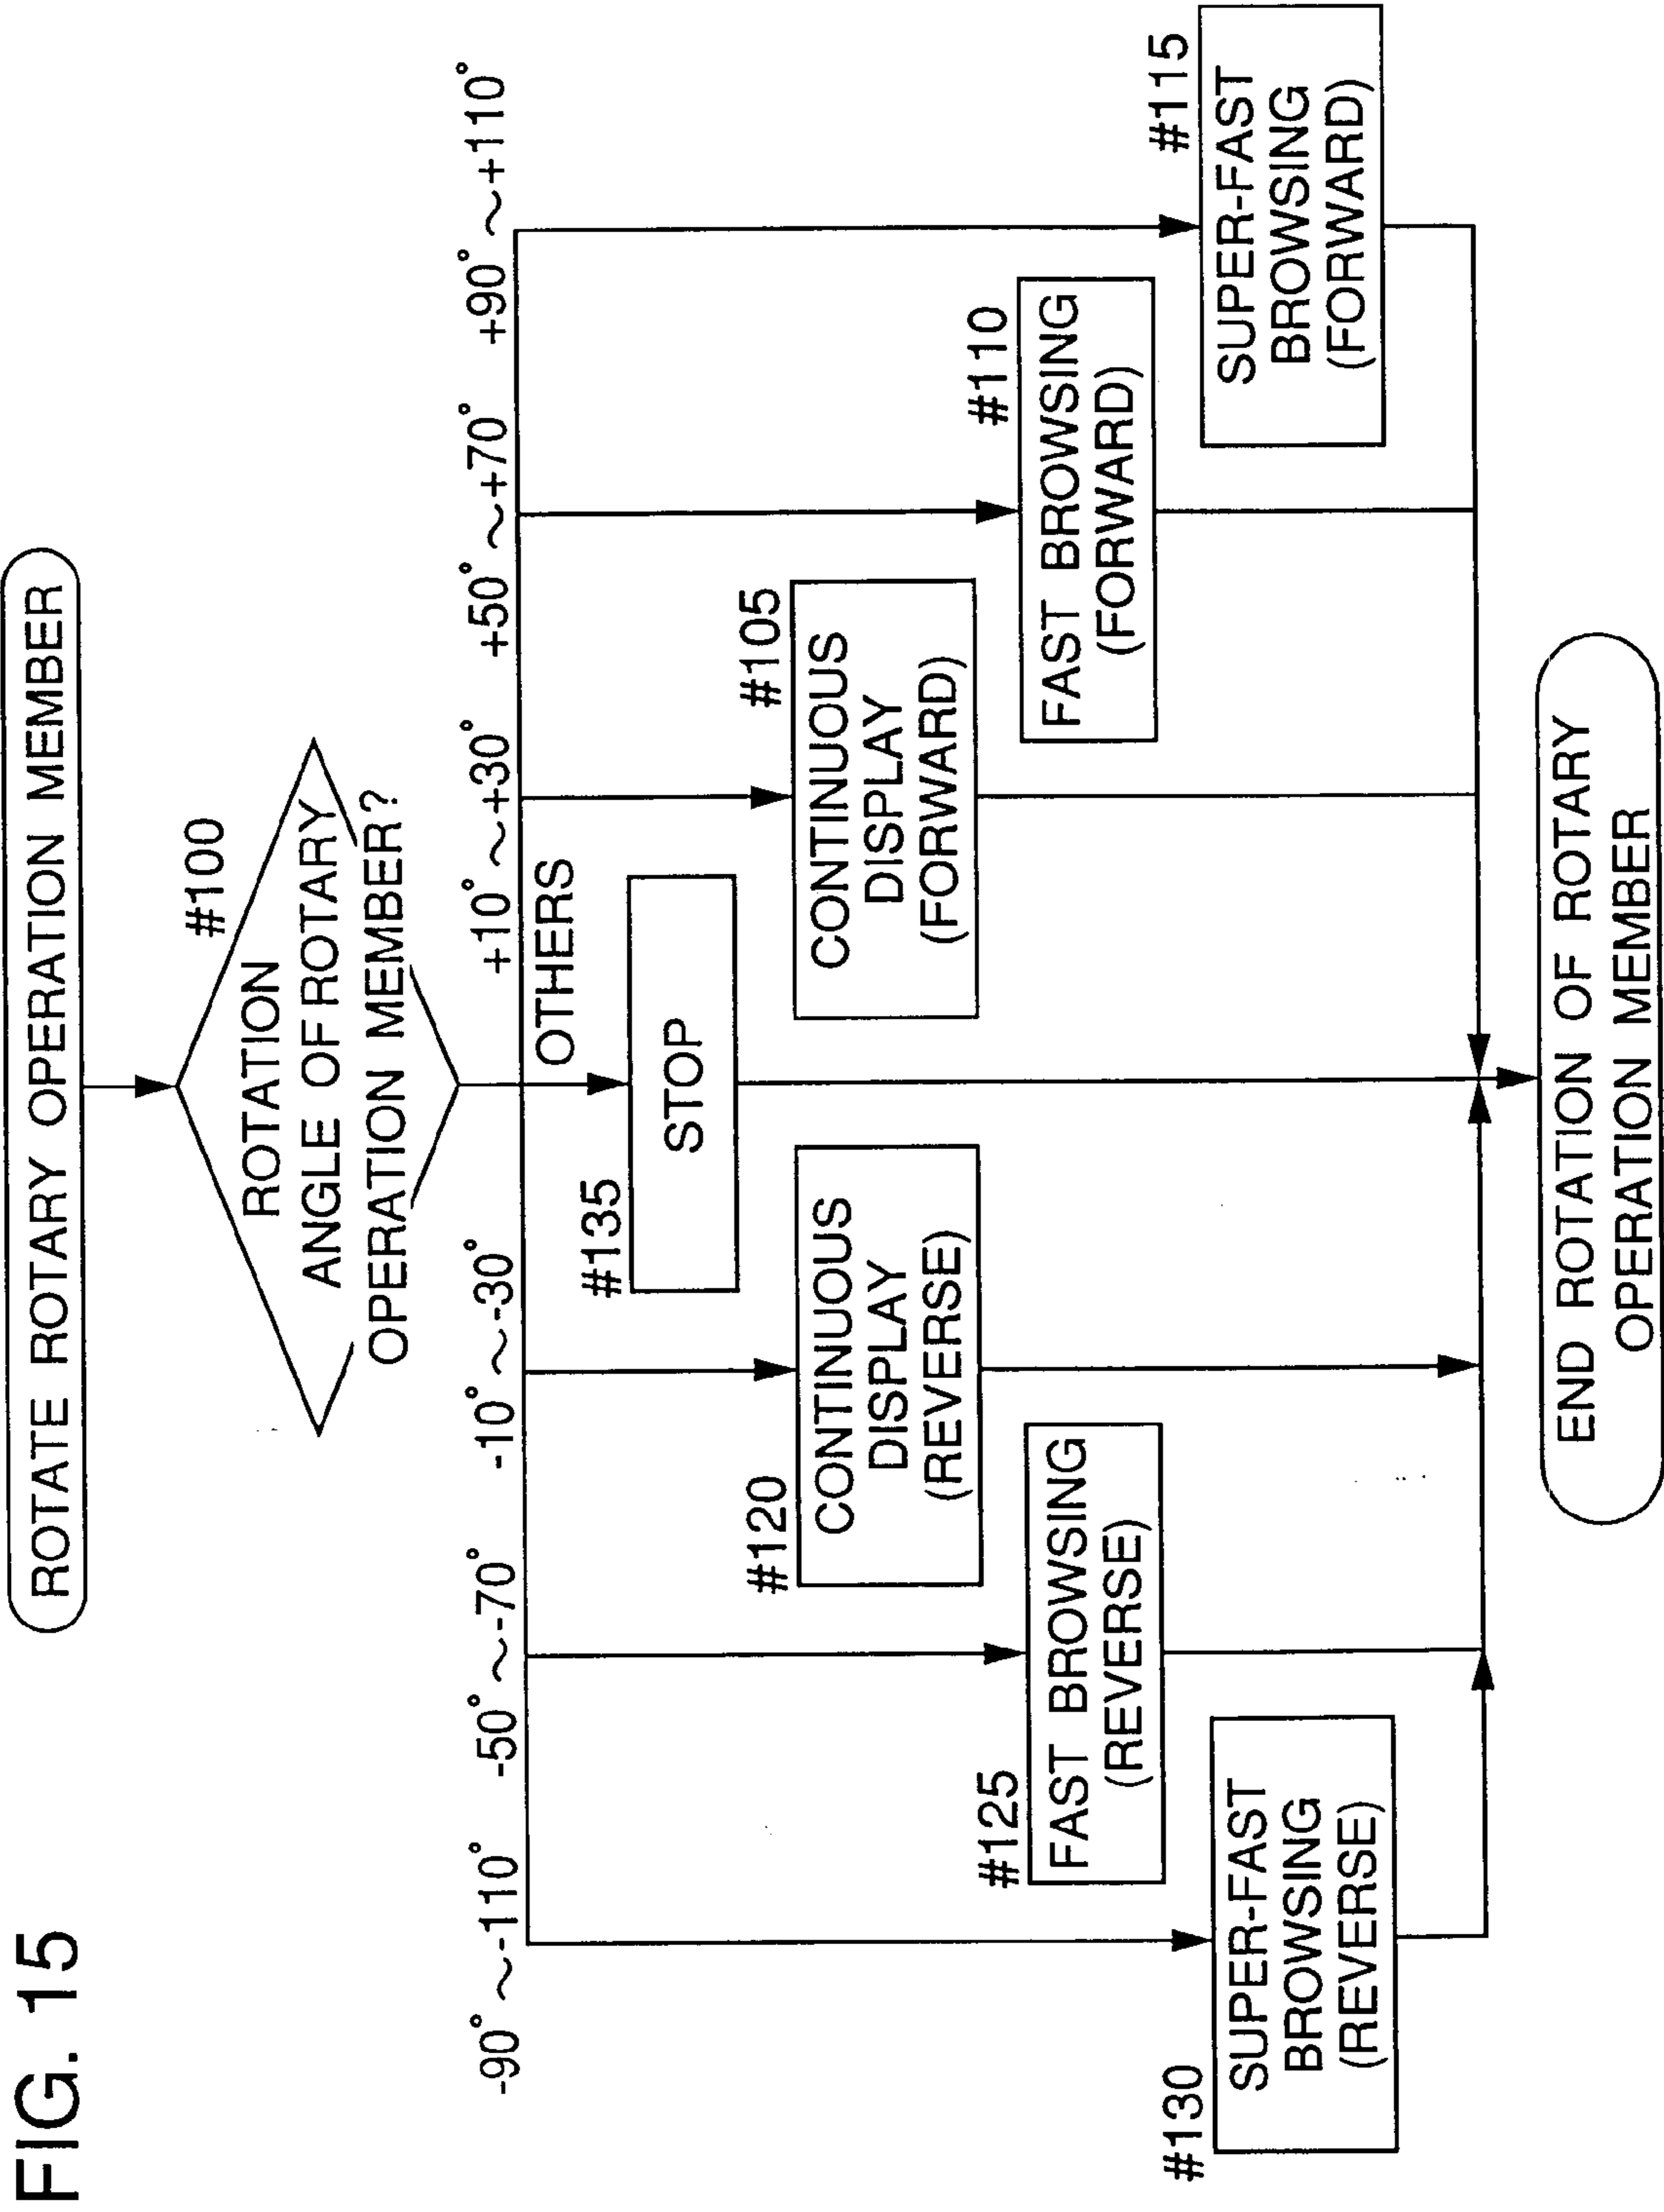 FIG. 15
ROTATE ROTARY OPERATION MEMBER
#100
ROTATION
ANGLE OF ROTARY
OPERATION MEMBER?
-90° ~ -110°
-50° ~ -70°
-10° ~ -30°
+10° ~ +30°
+50° ~ +70°
+90° ~ +110°
OTHERS
#135
STOP
#120
CONTINUOUS
DISPLAY
(REVERSE)
#105
CONTINUOUS
DISPLAY
(FORWARD)
#125
FAST BROWSING
(REVERSE)
#110
FAST BROWSING
(FORWARD)
#130
SUPER-FAST
BROWSING
(REVERSE)
#115
SUPER-FAST
BROWSING
(FORWARD)
END ROTATION OF ROTARY
OPERATION MEMBER